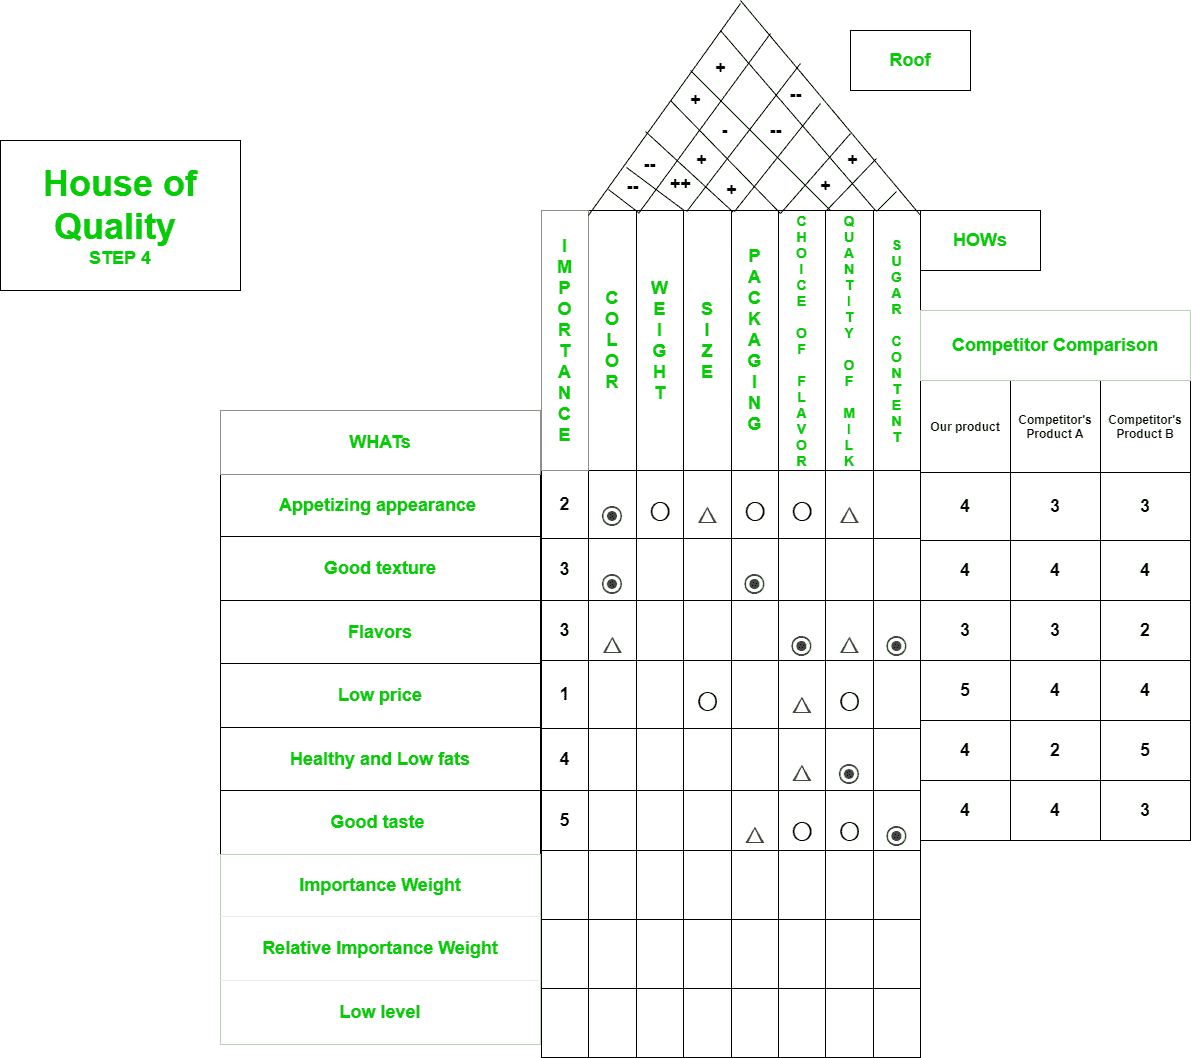 Roof
+
+
--
-
--
--
+
+
--
++
+
+
House of
Quality
STEP 4
IMPORTANCE
COLOR
WEIGHT
SIZE
PACKAGING
CHOICE OF FLAVOR
QUANTITY OF MILK
SUGAR CONTENT
HOWs
Competitor Comparison
WHATs
Our product
Competitor's
Product A
Competitor's
Product B
Appetizing appearance 2 4 3 3
Good texture 3 4 4 4
Flavors 3 3 3 2
Low price 1 5 4 4
Healthy and Low fats 4 4 2 5
Good taste 5 4 4 3
Importance Weight
Relative Importance Weight
Low level